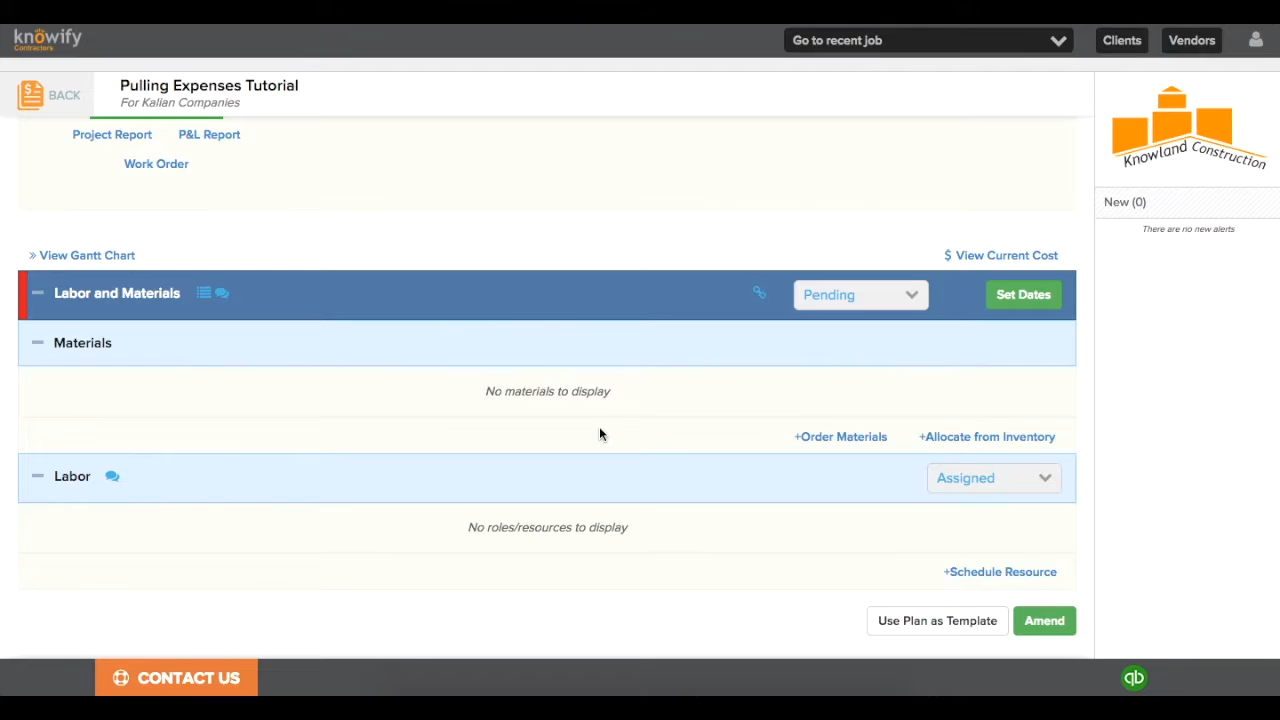 knowify
Contractors
Go to recent job
Clients
Vendors
BACK
Pulling Expenses Tutorial
For Kalian Companies
Project Report
P&L Report
Work Order
Knowland Construction
New (0)
There are no new alerts
» View Gantt Chart
$ View Current Cost
Labor and Materials
Pending
Set Dates
Materials
No materials to display
+Order Materials
+Allocate from Inventory
Labor
Assigned
No roles/resources to display
+Schedule Resource
Use Plan as Template
Amend
CONTACT US
qb